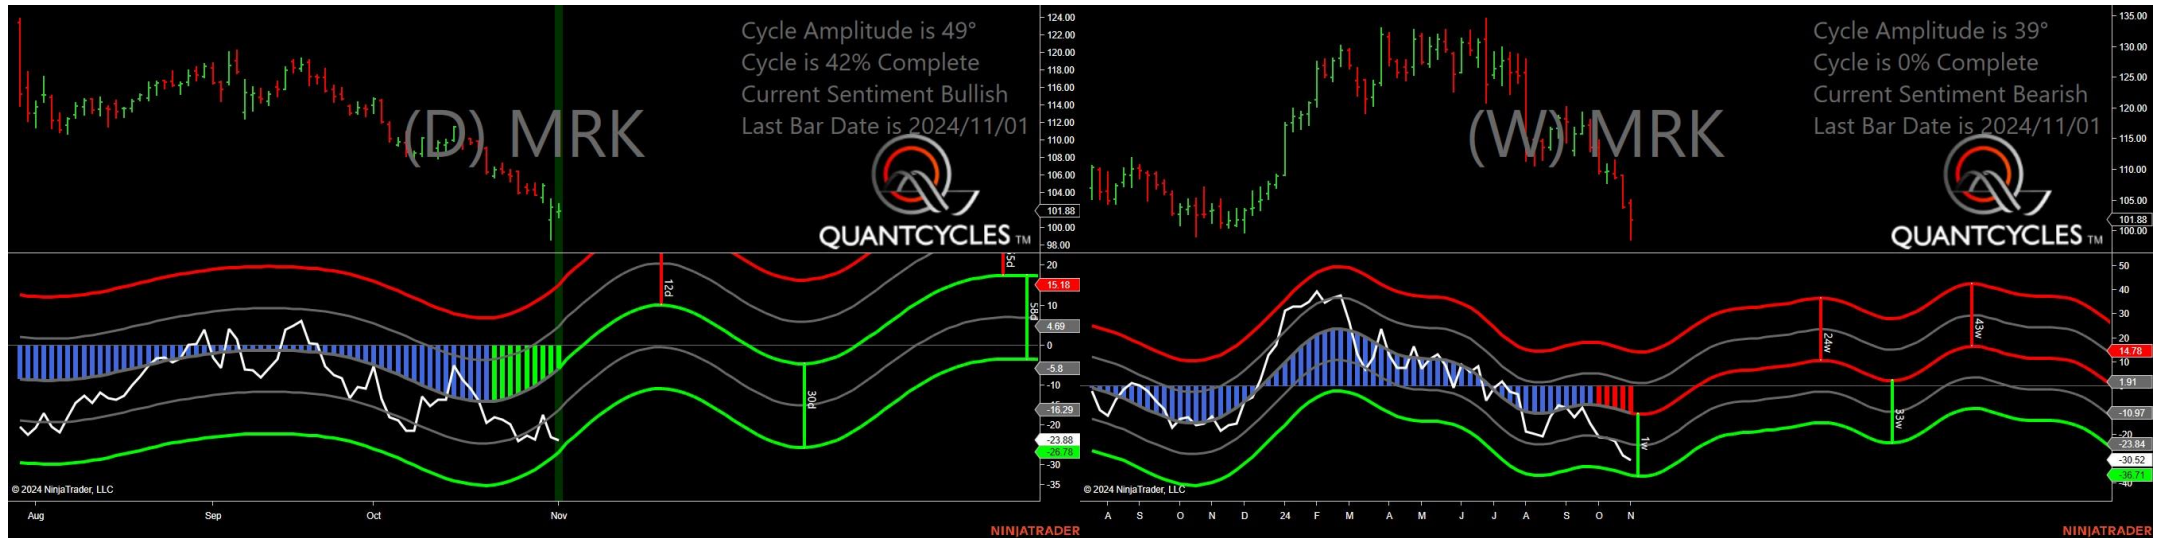 Cycle Amplitude is 49°
Cycle is 42% Complete
Current Sentiment Bullish
Last Bar Date is 2024/11/01
(D) MRK
QUANTCYCLES TM
124.00
122.00
120.00
118.00
116.00
114.00
112.00
110.00
108.00
106.00
104.00
101.88
100.00
98.00
20
15.18
10
4.69
0
-5.8
-10
-16.29
-20
-23.88
-26.78
-30
-35
12d
30d
58d
© 2024 NinjaTrader, LLC
Aug Sep Oct Nov
NINJATRADER
Cycle Amplitude is 39°
Cycle is 0% Complete
Current Sentiment Bearish
Last Bar Date is 2024/11/01
(W) MRK
QUANTCYCLES TM
135.00
130.00
125.00
120.00
115.00
110.00
105.00
101.88
100.00
50
40
30
20
14.78
10
1.91
-10.97
-20
-23.84
-30.52
-36.71
-40
1w
24w
33w
43w
© 2024 NinjaTrader, LLC
A S O N D 24 F M A M J J A S O N
NINJATRADER